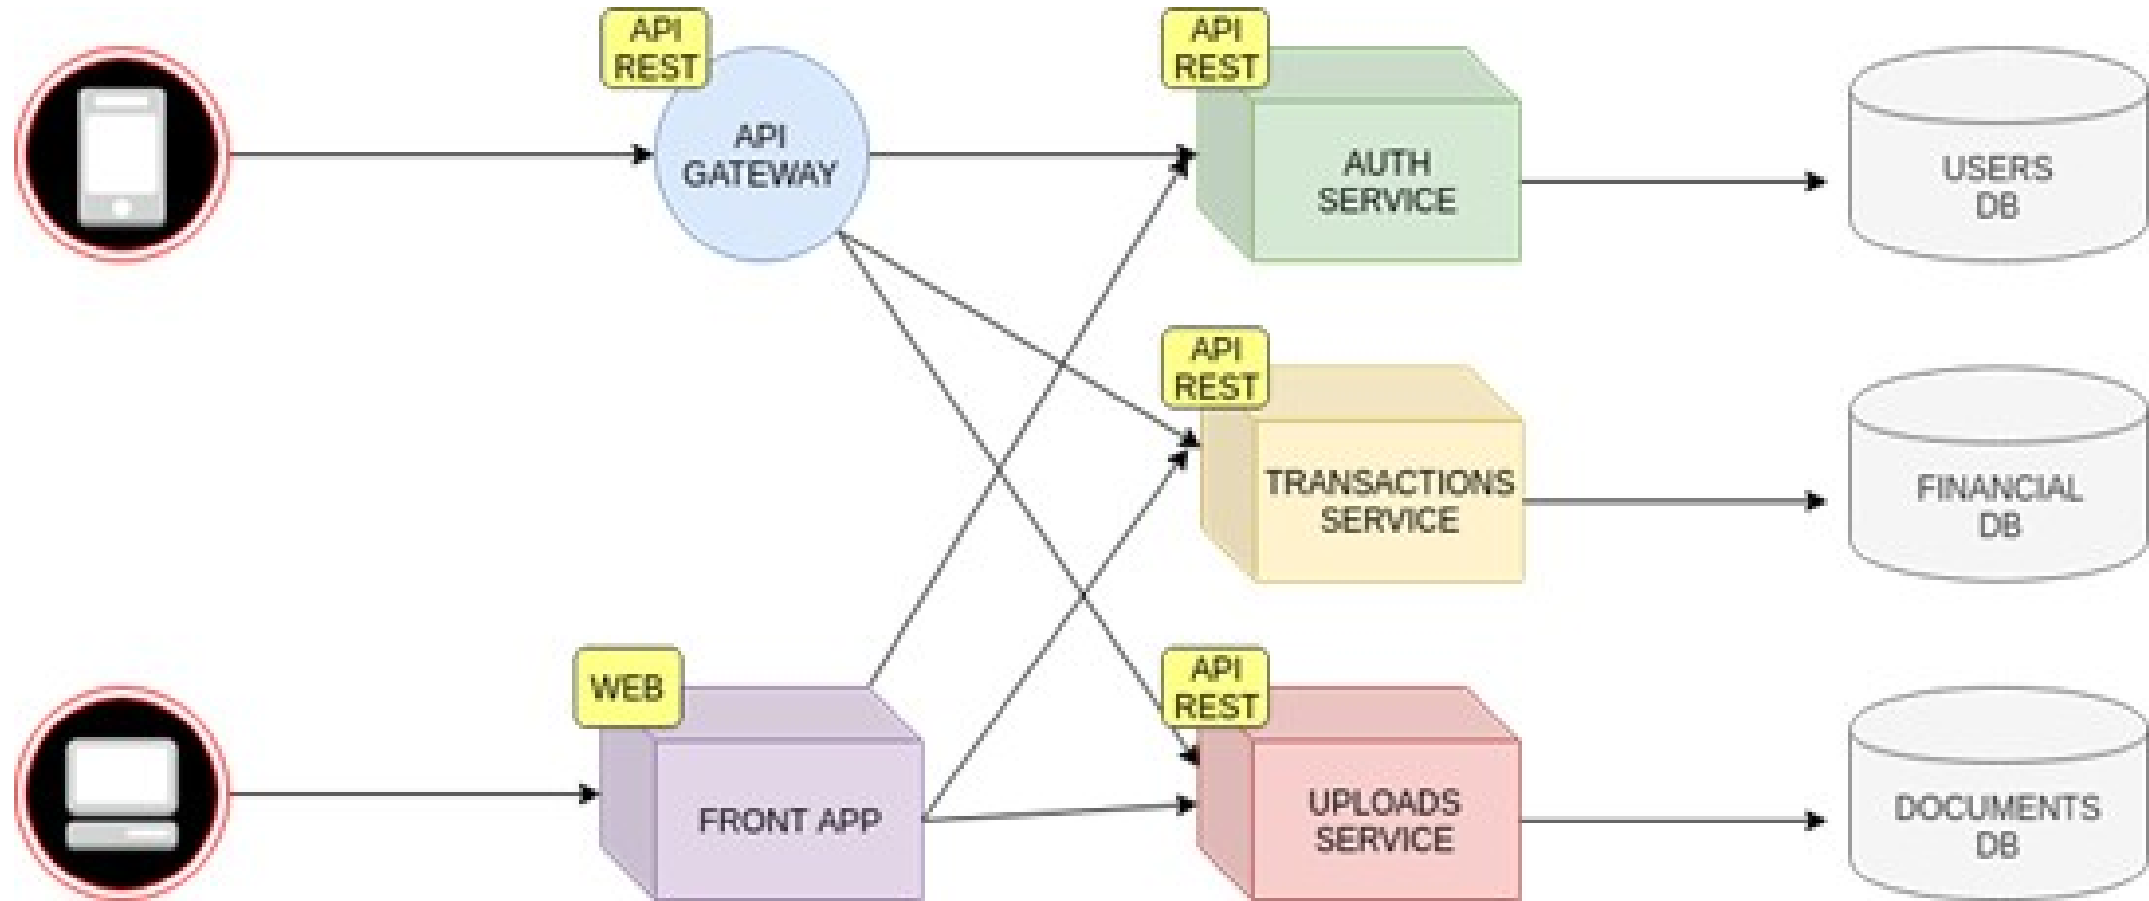 API
REST
API
GATEWAY
API
REST
AUTH
SERVICE
USERS
DB
API
REST
TRANSACTIONS
SERVICE
FINANCIAL
DB
WEB
FRONT APP
API
REST
UPLOADS
SERVICE
DOCUMENTS
DB